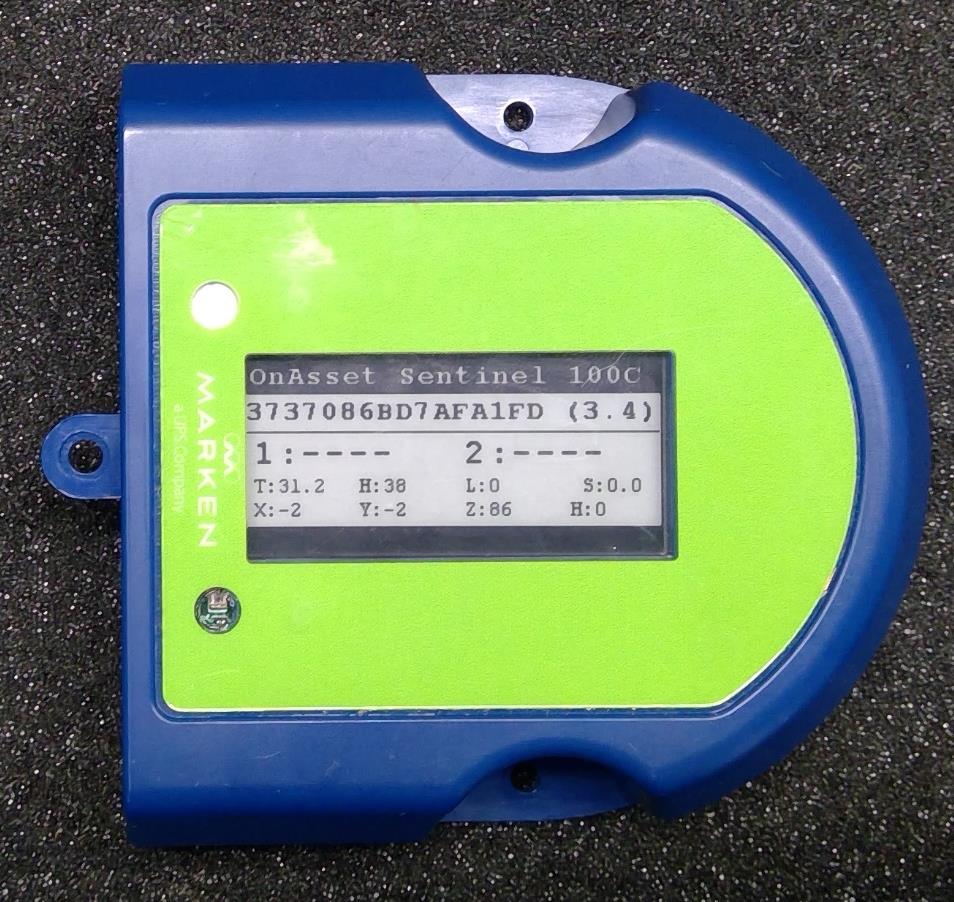 OnAsset Sentinel 100C
3737086BD7AFA1FD (3.4)
1:---- 2:----
T:31.2 H:38 L:0 S:0.0
X:-2 Y:-2 Z:86 H:0
MARKEN
a UPS Company